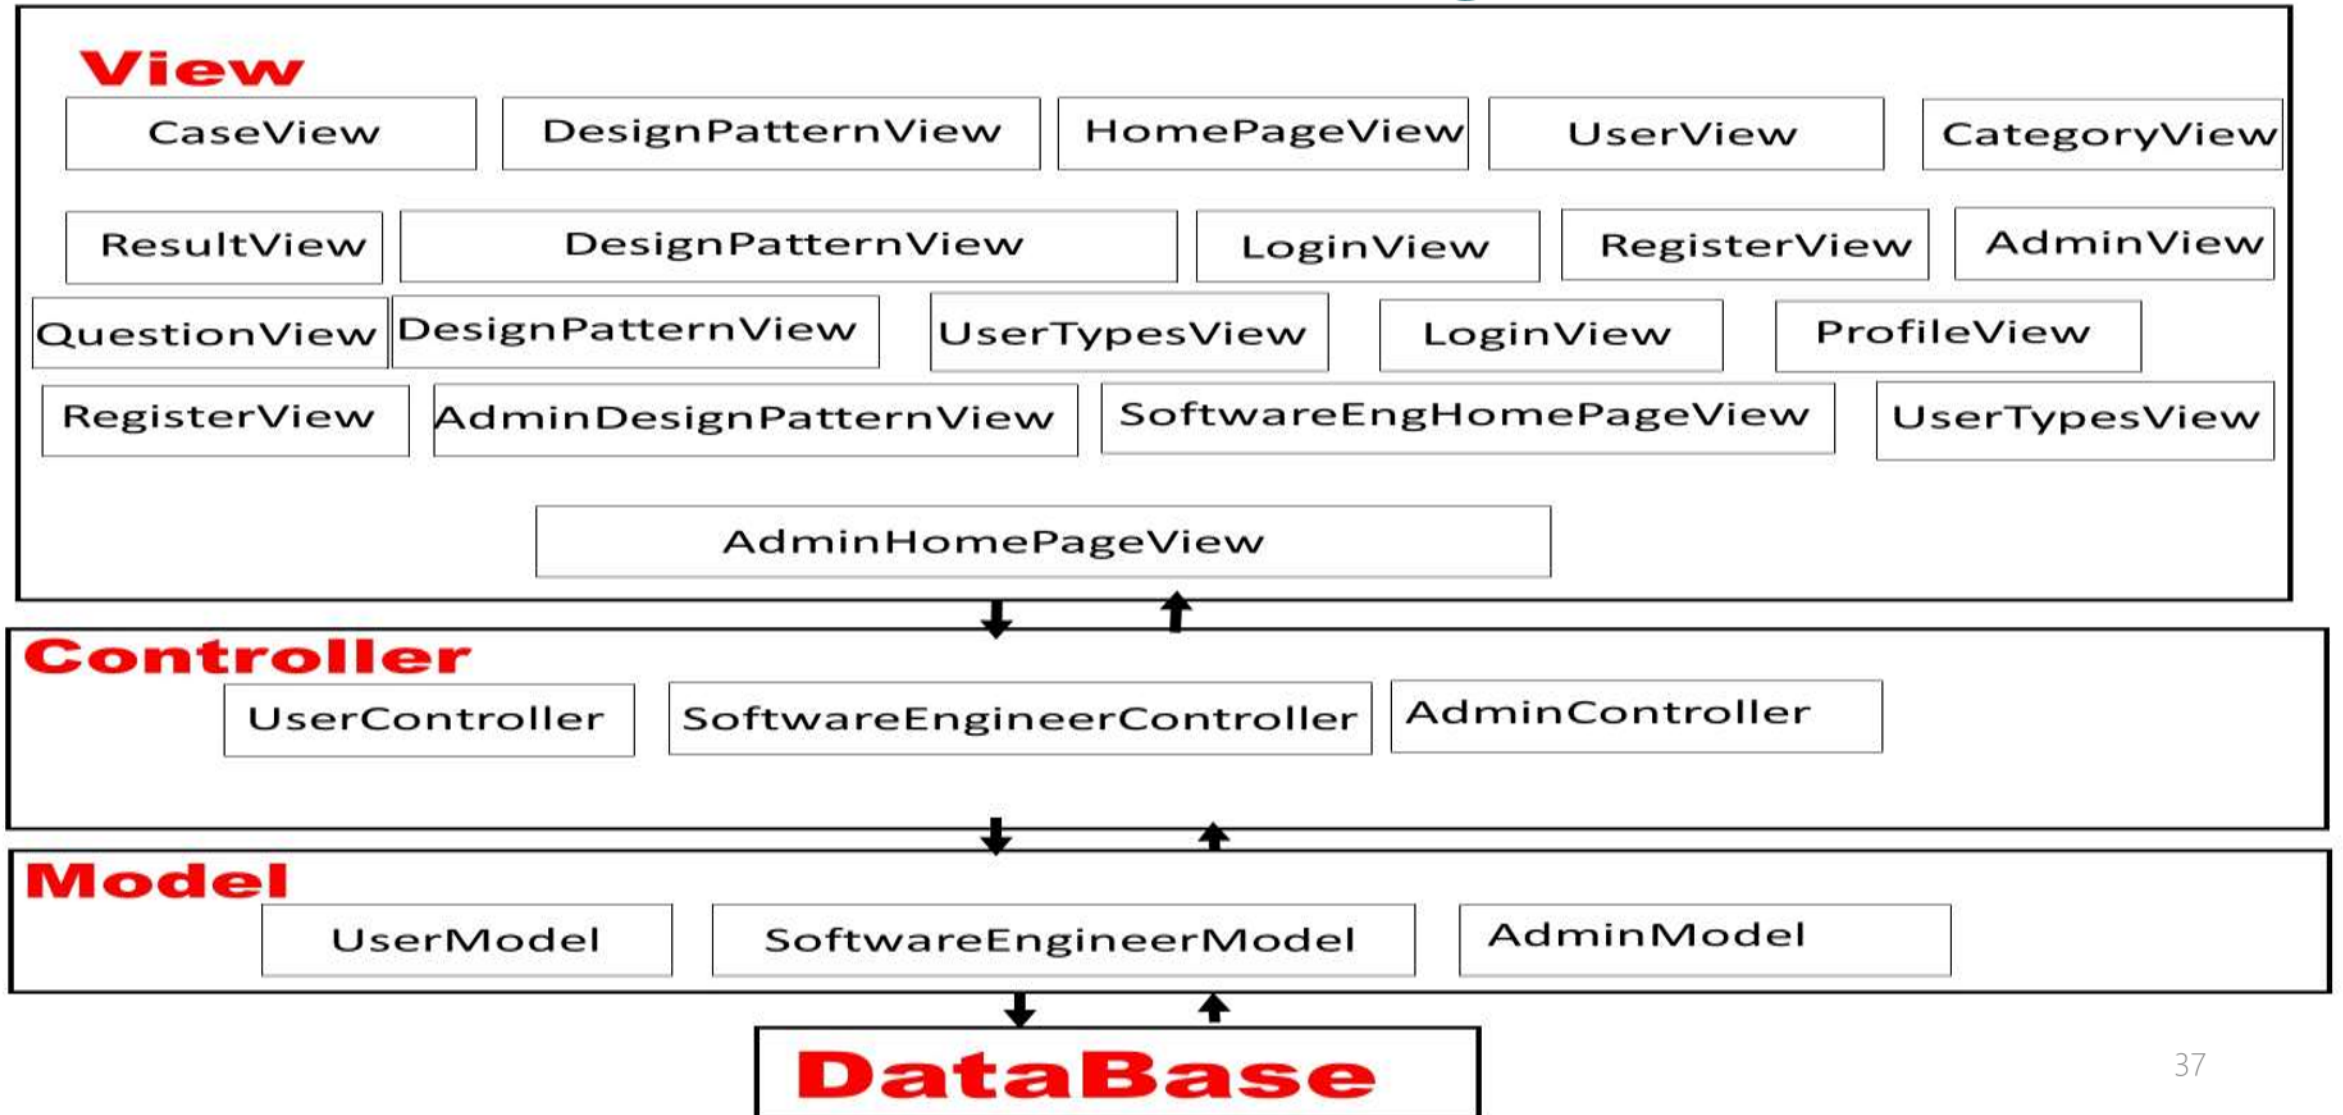 View
CaseView DesignPatternView HomePageView UserView CategoryView
ResultView DesignPatternView LoginView RegisterView AdminView
QuestionView DesignPatternView UserTypesView LoginView ProfileView
RegisterView AdminDesignPatternView SoftwareEngHomePageView UserTypesView
AdminHomePageView
Controller
UserController SoftwareEngineerController AdminController
Model
UserModel SoftwareEngineerModel AdminModel
DataBase
37